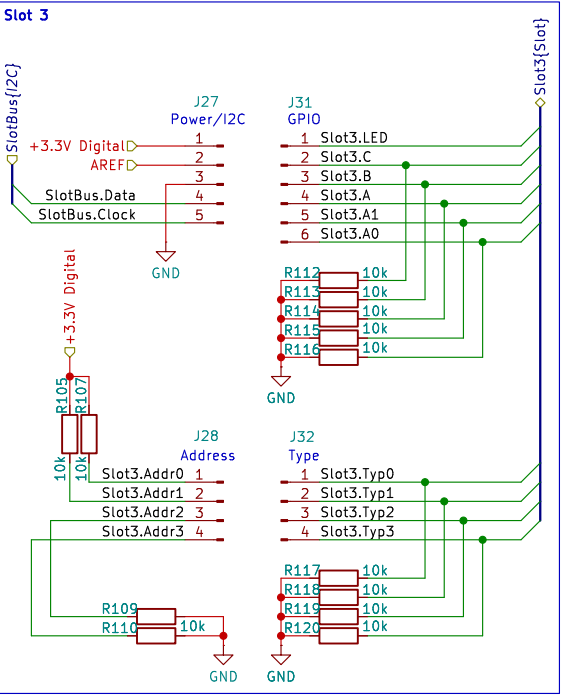 Slot 3
SlotBus{I2C}
Slot3{Slot}
J27
Power/I2C
+3.3V Digital
AREF
SlotBus.Data
SlotBus.Clock
1
2
3
4
5
GND
J31
GPIO
1
2
3
4
5
6
Slot3.LED
Slot3.C
Slot3.B
Slot3.A
Slot3.A1
Slot3.A0
R112 10k
R113 10k
R114 10k
R115 10k
R116 10k
GND
+3.3V Digital
R105
R107
10k
10k
J28
Address
Slot3.Addr0 1
Slot3.Addr1 2
Slot3.Addr2 3
Slot3.Addr3 4
J32
Type
1 Slot3.Typ0
2 Slot3.Typ1
3 Slot3.Typ2
4 Slot3.Typ3
R109
R110 10k
GND
R117 10k
R118 10k
R119 10k
R120 10k
GND